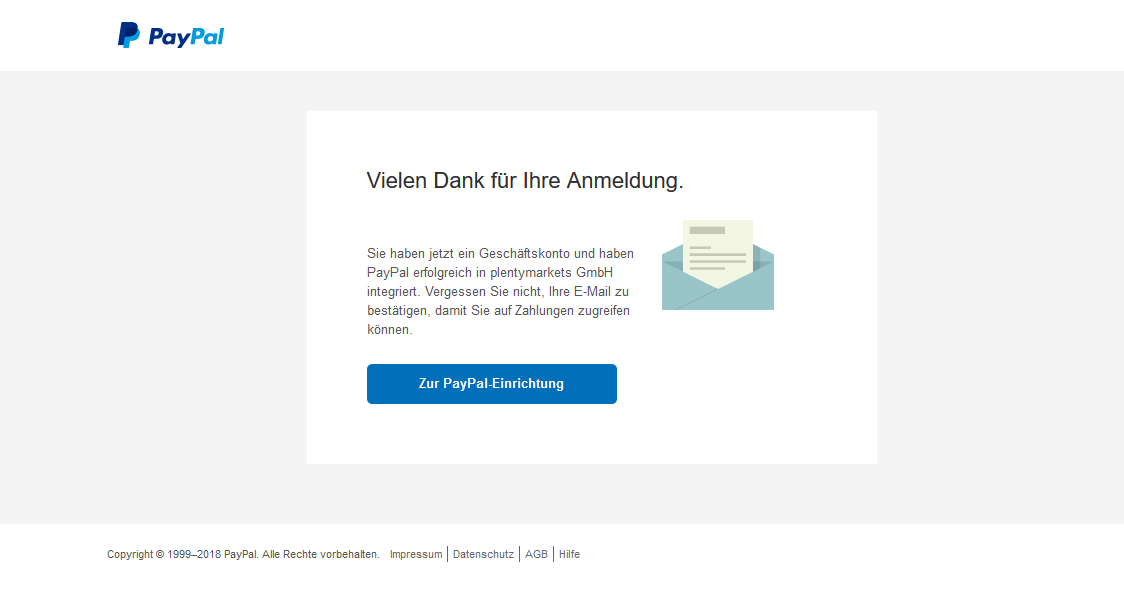 PayPal
Vielen Dank für Ihre Anmeldung.
Sie haben jetzt ein Geschäftskonto und haben
PayPal erfolgreich in plentymarkets GmbH
integriert. Vergessen Sie nicht, Ihre E-Mail zu
bestätigen, damit Sie auf Zahlungen zugreifen
können.
Zur PayPal-Einrichtung
Copyright © 1999–2018 PayPal. Alle Rechte vorbehalten. Impressum | Datenschutz | AGB | Hilfe